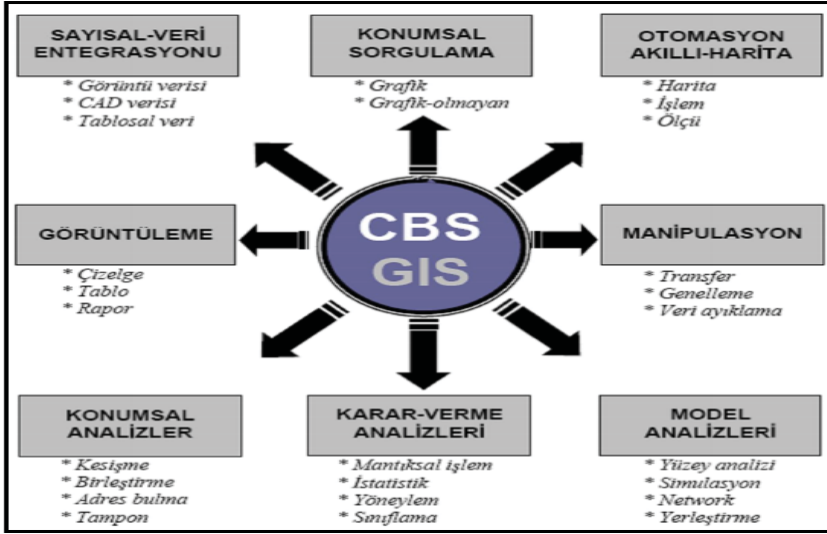 SAYISAL-VERİ
ENTEGRASYONU
* Görüntü verisi
* CAD verisi
* Tablosal veri
KONUMSAL
SORGULAMA
* Grafik
* Grafik-olmayan
OTOMASYON
AKILLI-HARİTA
* Harita
* İşlem
* Ölçü
GÖRÜNTÜLEME
* Çizelge
* Tablo
* Rapor
CBS
GIS
MANİPULASYON
* Transfer
* Genelleme
* Veri ayıklama
KONUMSAL
ANALİZLER
* Kesişme
* Birleştirme
* Adres bulma
* Tampon
KARAR-VERME
ANALİZLERİ
* Mantıksal işlem
* İstatistik
* Yöneylem
* Sınıflama
MODEL
ANALİZLERİ
* Yüzey analizi
* Simulasyon
* Network
* Yerleştirme